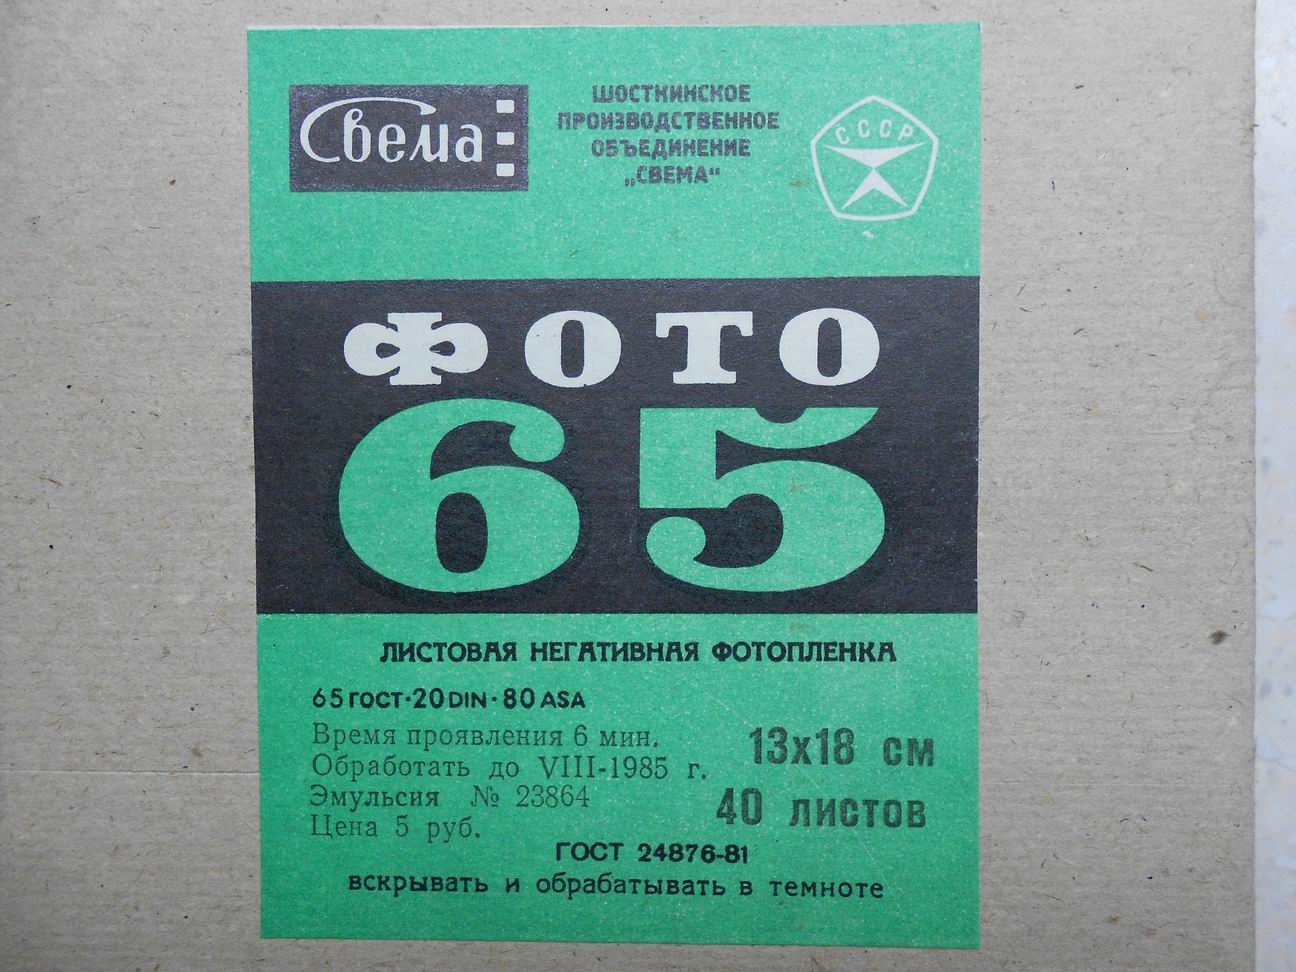 Свема
ШОСТКИНСКОЕ
ПРОИЗВОДСТВЕННОЕ
ОБЪЕДИНЕНИЕ
„СВЕМА“
СССР
ФОТО
65
ЛИСТОВАЯ НЕГАТИВНАЯ ФОТОПЛЕНКА
65 ГОСТ·20 DIN·80 ASA
Время проявления 6 мин.
Обработать до VIII-1985 г.
Эмульсия № 23864
Цена 5 руб.
13х18 см
40 листов
ГОСТ 24876-81
вскрывать и обрабатывать в темноте